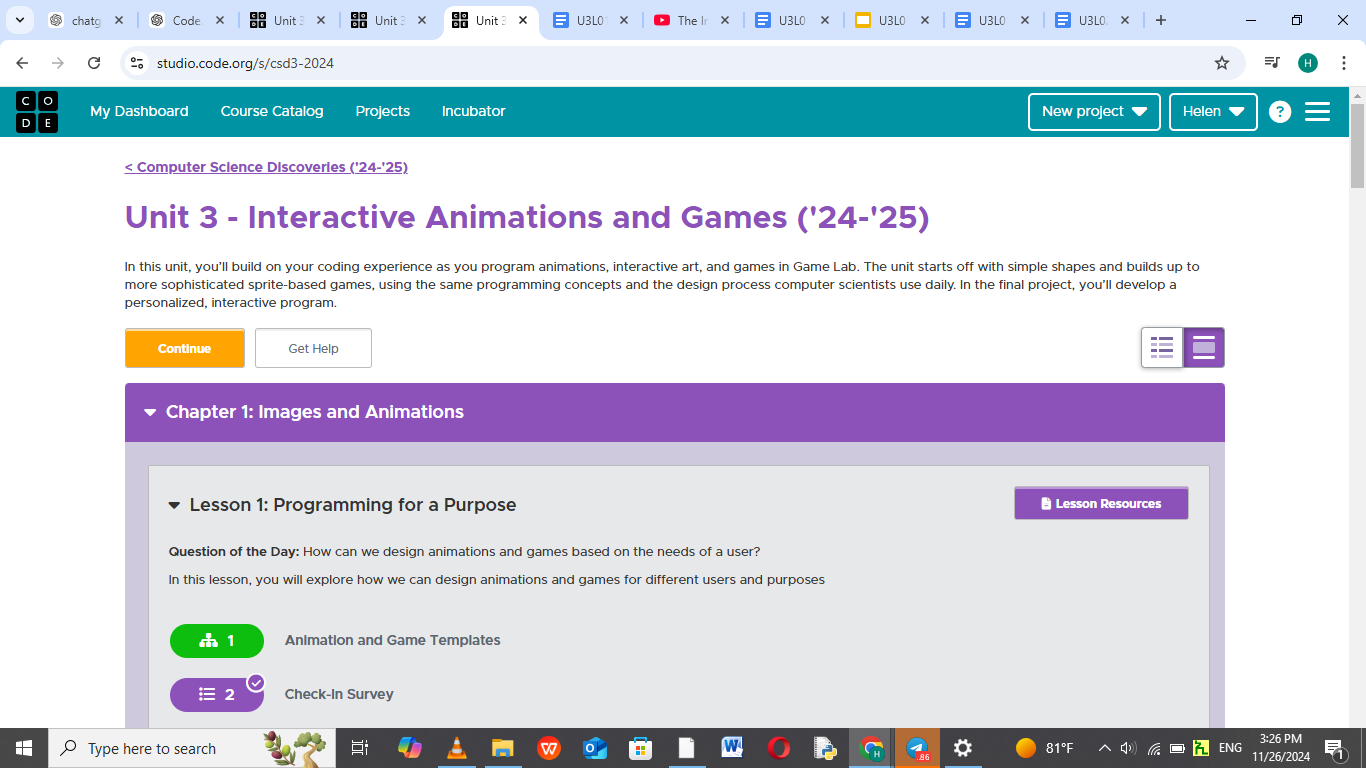 chatg
Code.
Unit 3
Unit 3
Unit 3
U3L0
The Ir
U3L0
U3L0
U3L0
U3L0
studio.code.org/s/csd3-2024
H
C O
D E
My Dashboard
Course Catalog
Projects
Incubator
New project
Helen
?
< Computer Science Discoveries ('24-'25)
Unit 3 - Interactive Animations and Games ('24-'25)
In this unit, you'll build on your coding experience as you program animations, interactive art, and games in Game Lab. The unit starts off with simple shapes and builds up to
more sophisticated sprite-based games, using the same programming concepts and the design process computer scientists use daily. In the final project, you'll develop a
personalized, interactive program.
Continue
Get Help
Chapter 1: Images and Animations
Lesson 1: Programming for a Purpose
Lesson Resources
Question of the Day: How can we design animations and games based on the needs of a user?
In this lesson, you will explore how we can design animations and games for different users and purposes
1 Animation and Game Templates
2 Check-In Survey
Type here to search
81°F
ENG
3:26 PM
11/26/2024